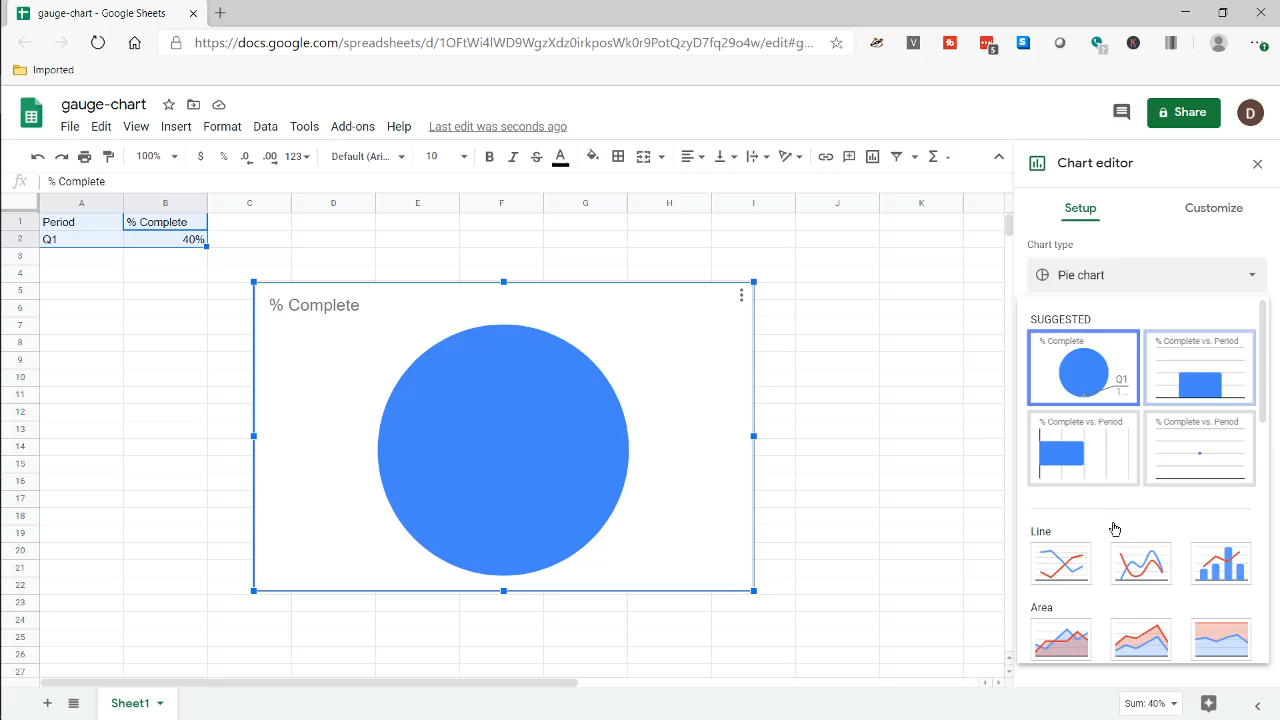 gauge-chart - Google Sheets
https://docs.google.com/spreadsheets/d/1OFtWi4lWD9WgzXdz0irkposWk0r9PotQzyD7fq29o4w/edit#g...
Imported
gauge-chart
File Edit View Insert Format Data Tools Add-ons Help Last edit was seconds ago
Share
D
100% $ % .0 .00 123 Default (Ari... 10 B I S A
fx % Complete
A B C D E F G H I J K
1 Period % Complete
2 Q1 40%
3
4
5
6
7
8
9
10
11
12
13
14
15
16
17
18
19
20
21
22
23
24
25
26
27
% Complete
Chart editor
Setup Customize
Chart type
Pie chart
SUGGESTED
% Complete
Q1
1...
% Complete vs. Period
% Complete vs. Period
% Complete vs. Period
Line
Area
Sheet1
Sum: 40%